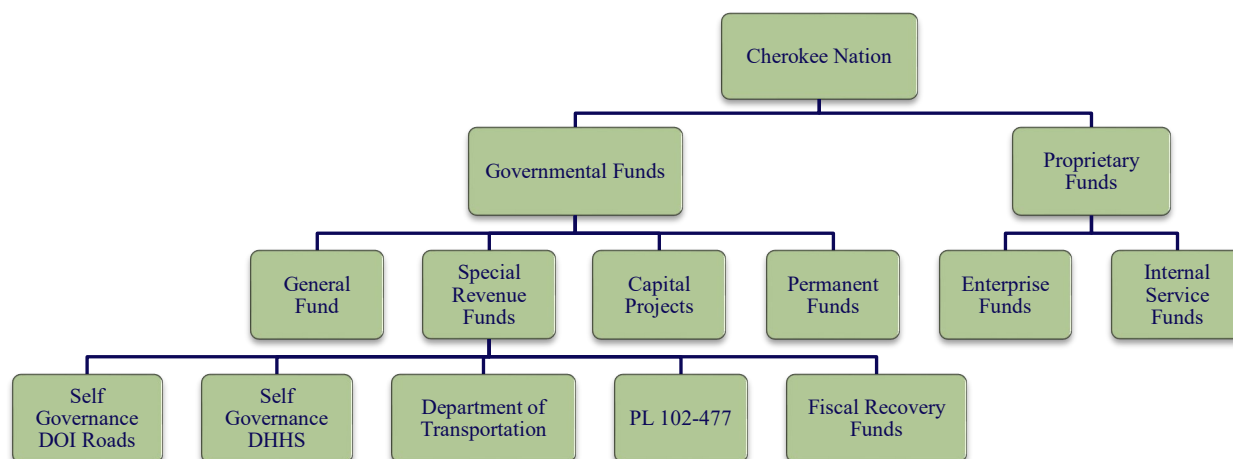 Cherokee Nation
Governmental Funds
Proprietary
Funds
General
Fund
Special
Revenue
Funds
Capital
Projects
Permanent
Funds
Enterprise
Funds
Internal
Service
Funds
Self
Governance
DOI Roads
Self
Governance
DHHS
Department of
Transportation
PL 102-477
Fiscal Recovery
Funds